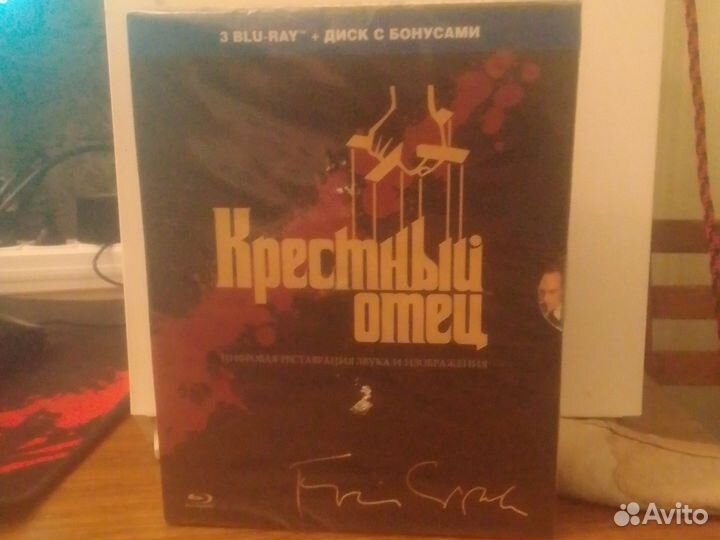 3 BLU-RAY™ + ДИСК С БОНУСАМИ
Крестный
отец
ЦИФРОВАЯ РЕСТАВРАЦИЯ ЗВУКА И ИЗОБРАЖЕНИЯ
Avito